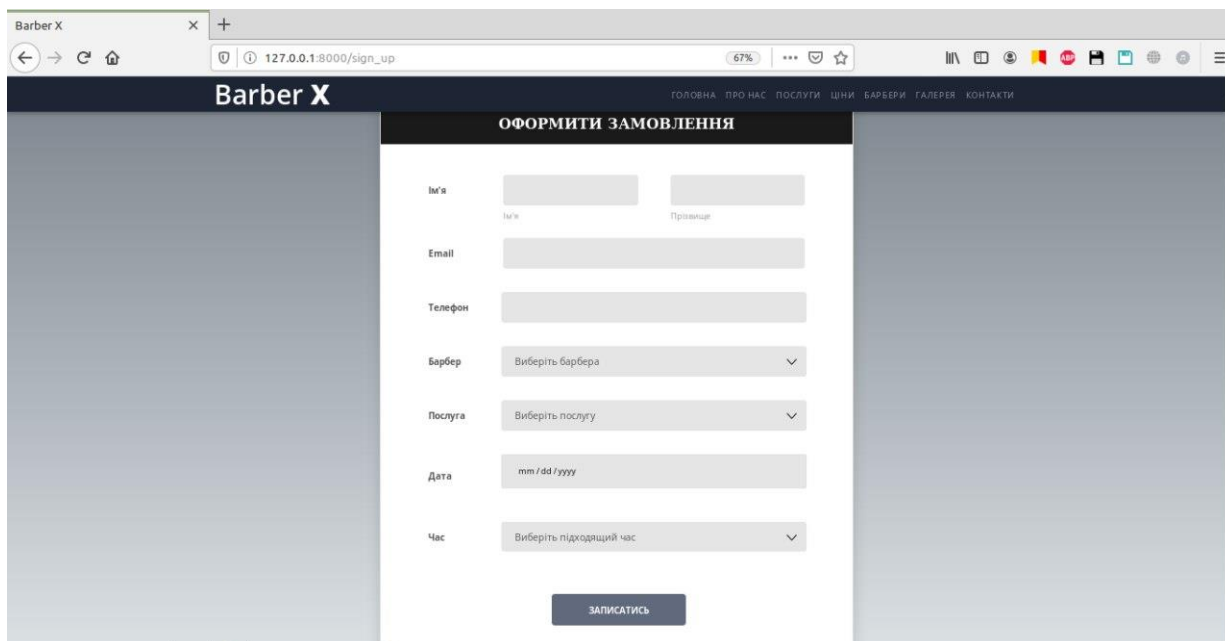 Barber X
127.0.0.1:8000/sign_up
67%
ABP
Barber X
ГОЛОВНА ПРО НАС ПОСЛУГИ ЦІНИ БАРБЕРИ ГАЛЕРЕЯ КОНТАКТИ
ОФОРМИТИ ЗАМОВЛЕННЯ
Ім'я
Ім'я Прізвище
Email
Телефон
Барбер Виберіть барбера
Послуга Виберіть послугу
Дата mm / dd / yyyy
Час Виберіть підходящий час
ЗАПИСАТИСЬ